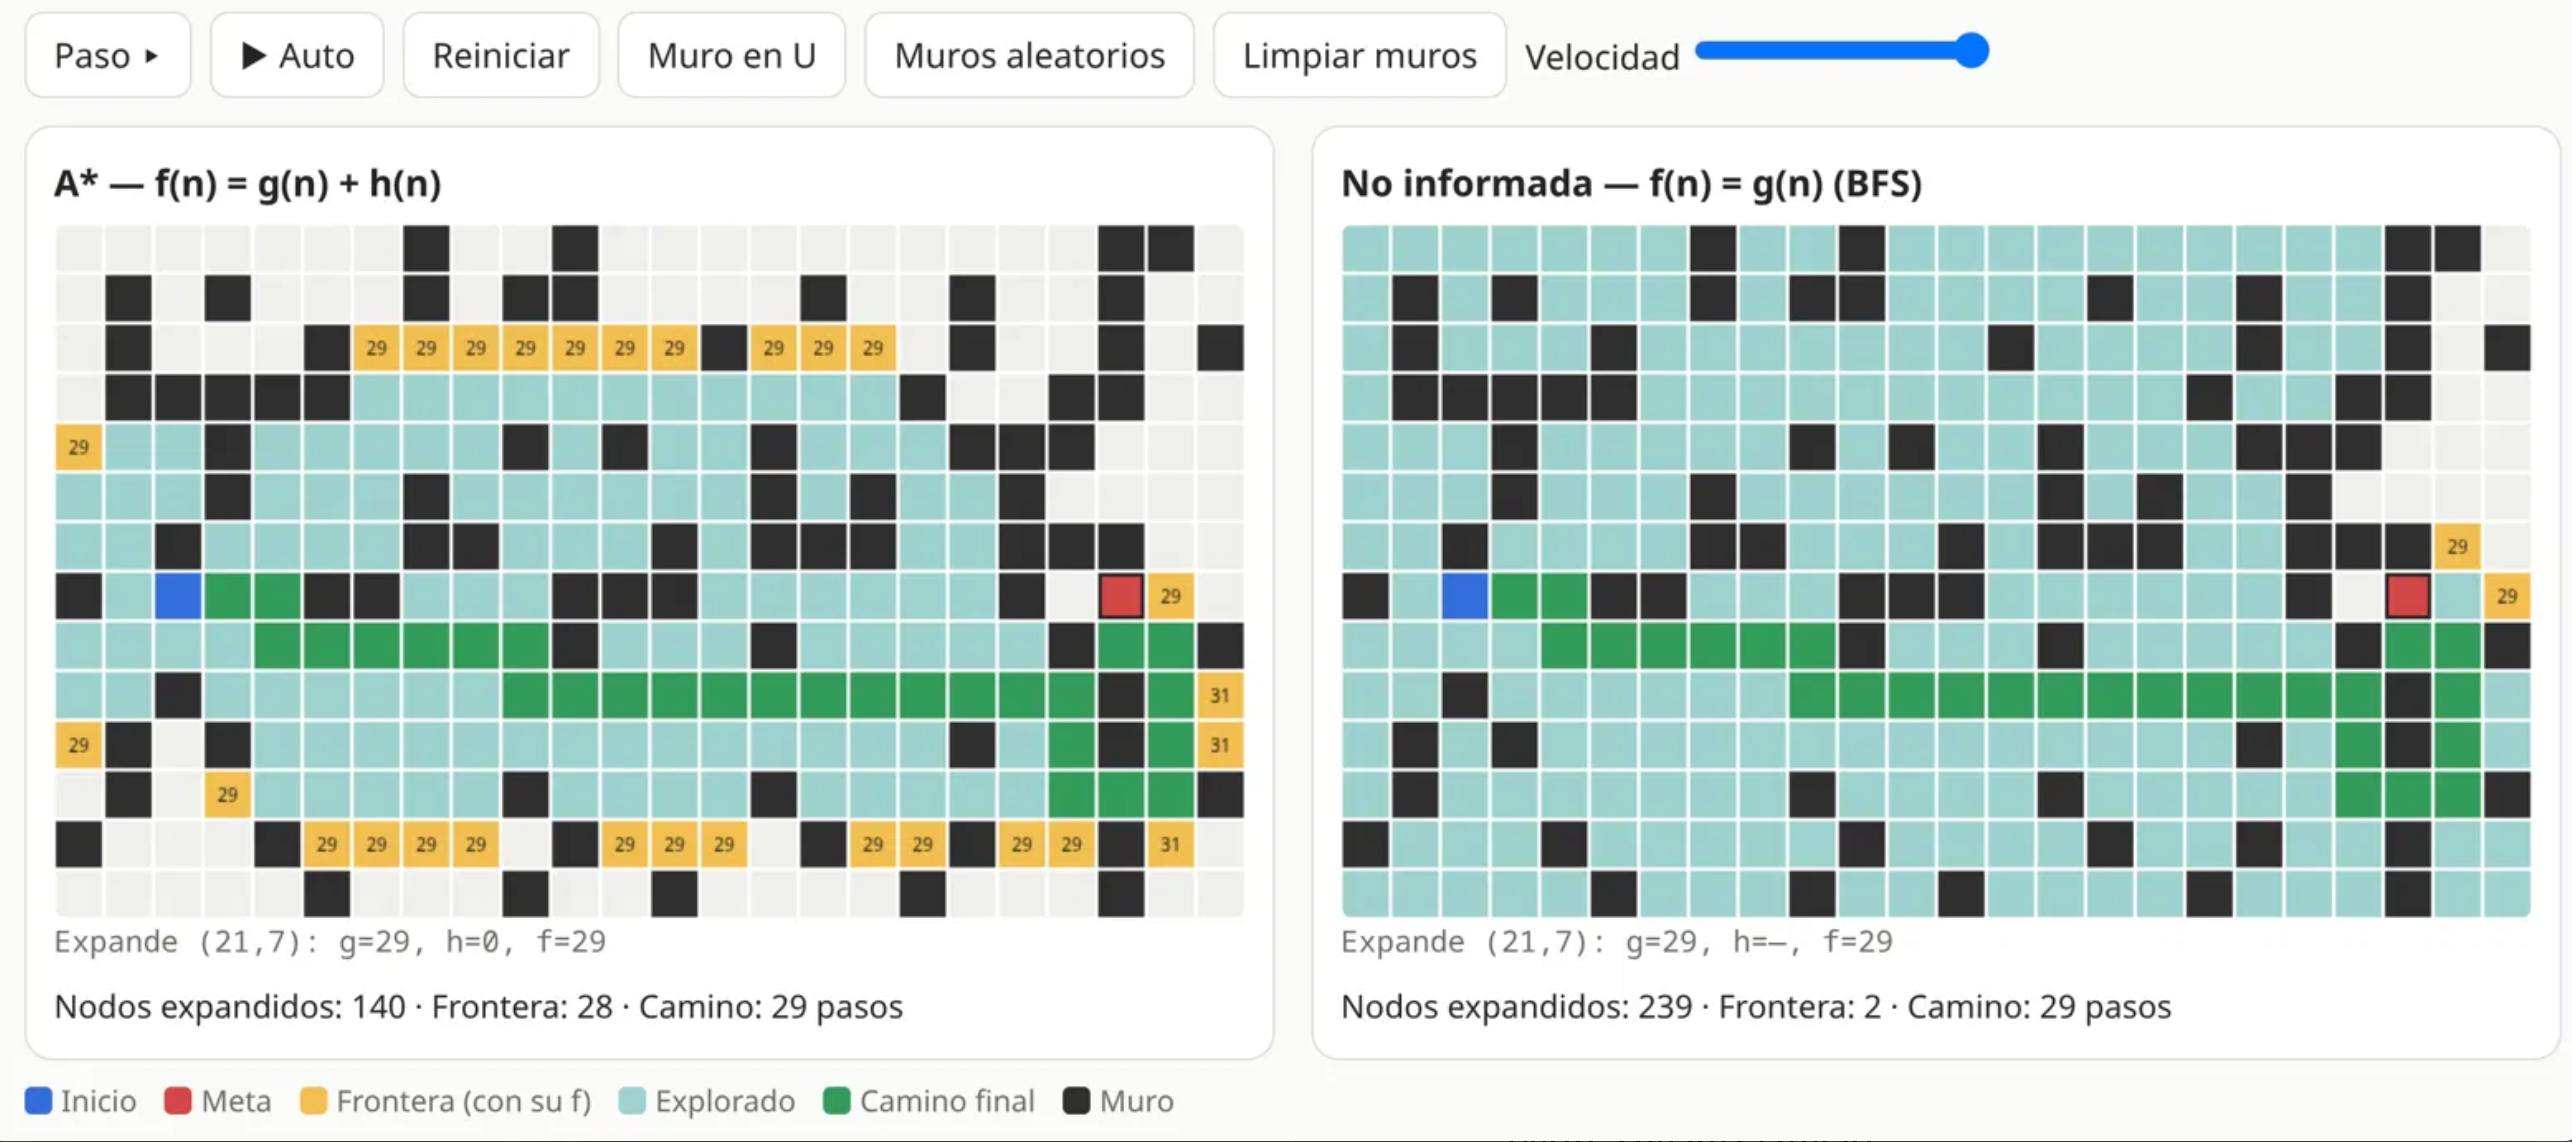 Paso ▸
▶ Auto
Reiniciar
Muro en U
Muros aleatorios
Limpiar muros
Velocidad
A* — f(n) = g(n) + h(n)
29 29 29 29 29 29 29 29 29 29
29
29
31
29 31
29
29 29 29 29 29 29 29 29 29 29 29 31
Expande (21,7): g=29, h=0, f=29
Nodos expandidos: 140 · Frontera: 28 · Camino: 29 pasos
No informada — f(n) = g(n) (BFS)
29
29
Expande (21,7): g=29, h=—, f=29
Nodos expandidos: 239 · Frontera: 2 · Camino: 29 pasos
Inicio
Meta
Frontera (con su f)
Explorado
Camino final
Muro